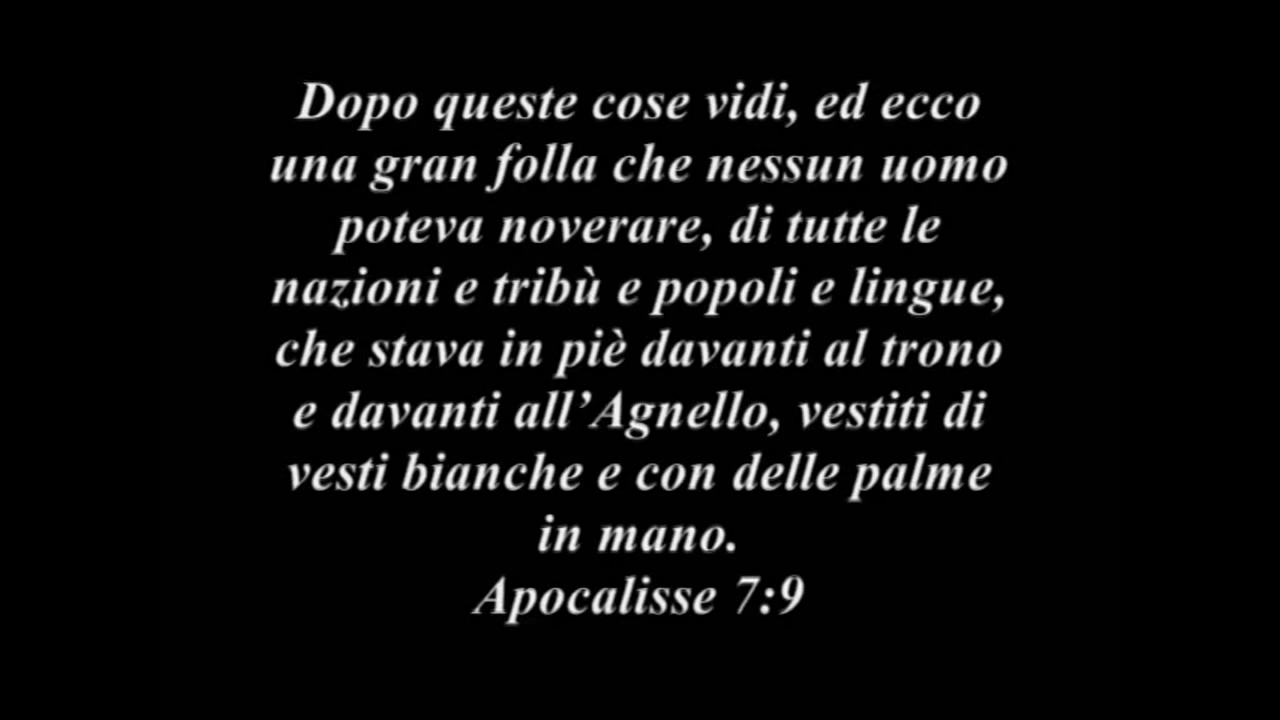 Dopo queste cose vidi, ed ecco
una gran folla che nessun uomo
poteva noverare, di tutte le
nazioni e tribù e popoli e lingue,
che stava in piè davanti al trono
e davanti all’Agnello, vestiti di
vesti bianche e con delle palme
in mano.
Apocalisse 7:9